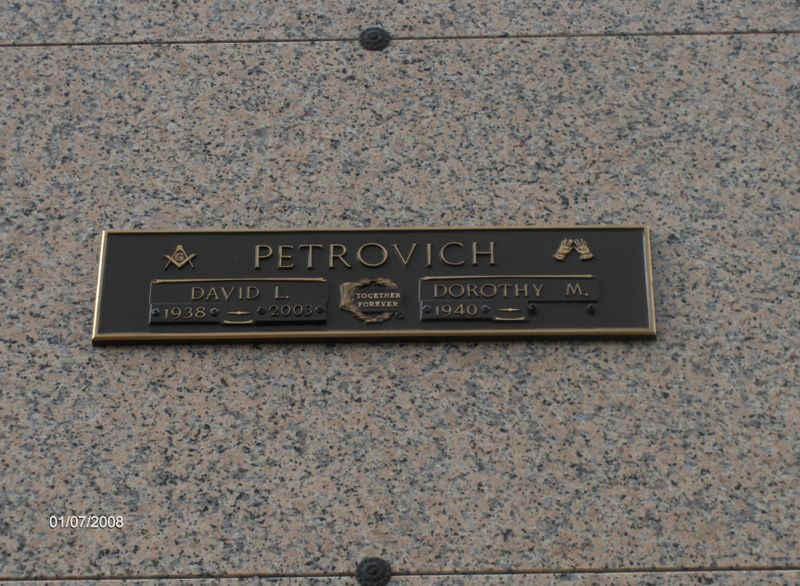 PETROVICH
DAVID L.
1938 2003
TOGETHER
FOREVER
DOROTHY M.
1940
01/07/2008